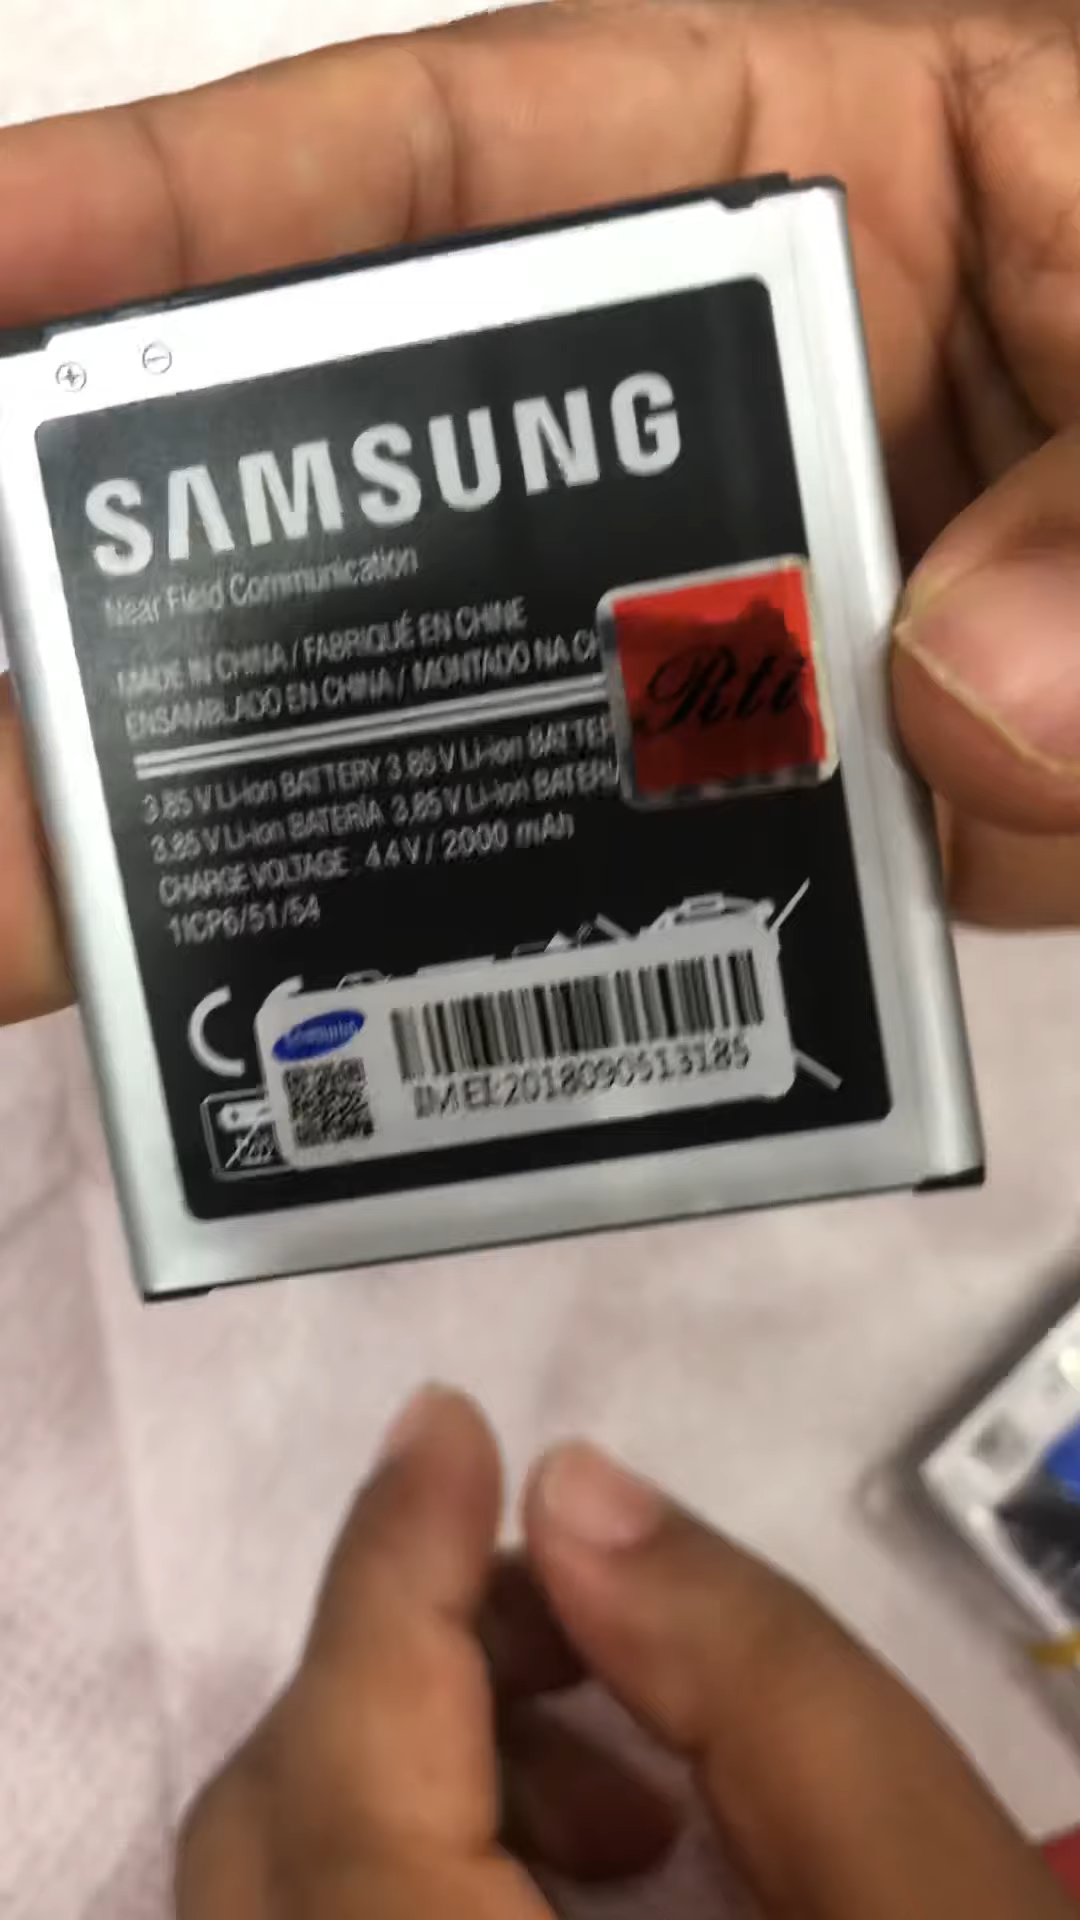 SAMSUNG
Near Field Communication
MADE IN CHINA / FABRIQUÉ EN CHINE
ENSAMBLADO EN CHINA / MONTADO NA CH
Rti
3.85 V Li-ion BATTERY 3.85 V Li-ion BATTER
3.85 V Li-ion BATERÍA 3.85 V Li-ion BATERI
CHARGE VOLTAGE : 4.4 V / 2000 mAh
1ICP6/51/54
SAMSUNG
IMEI:2018090513185